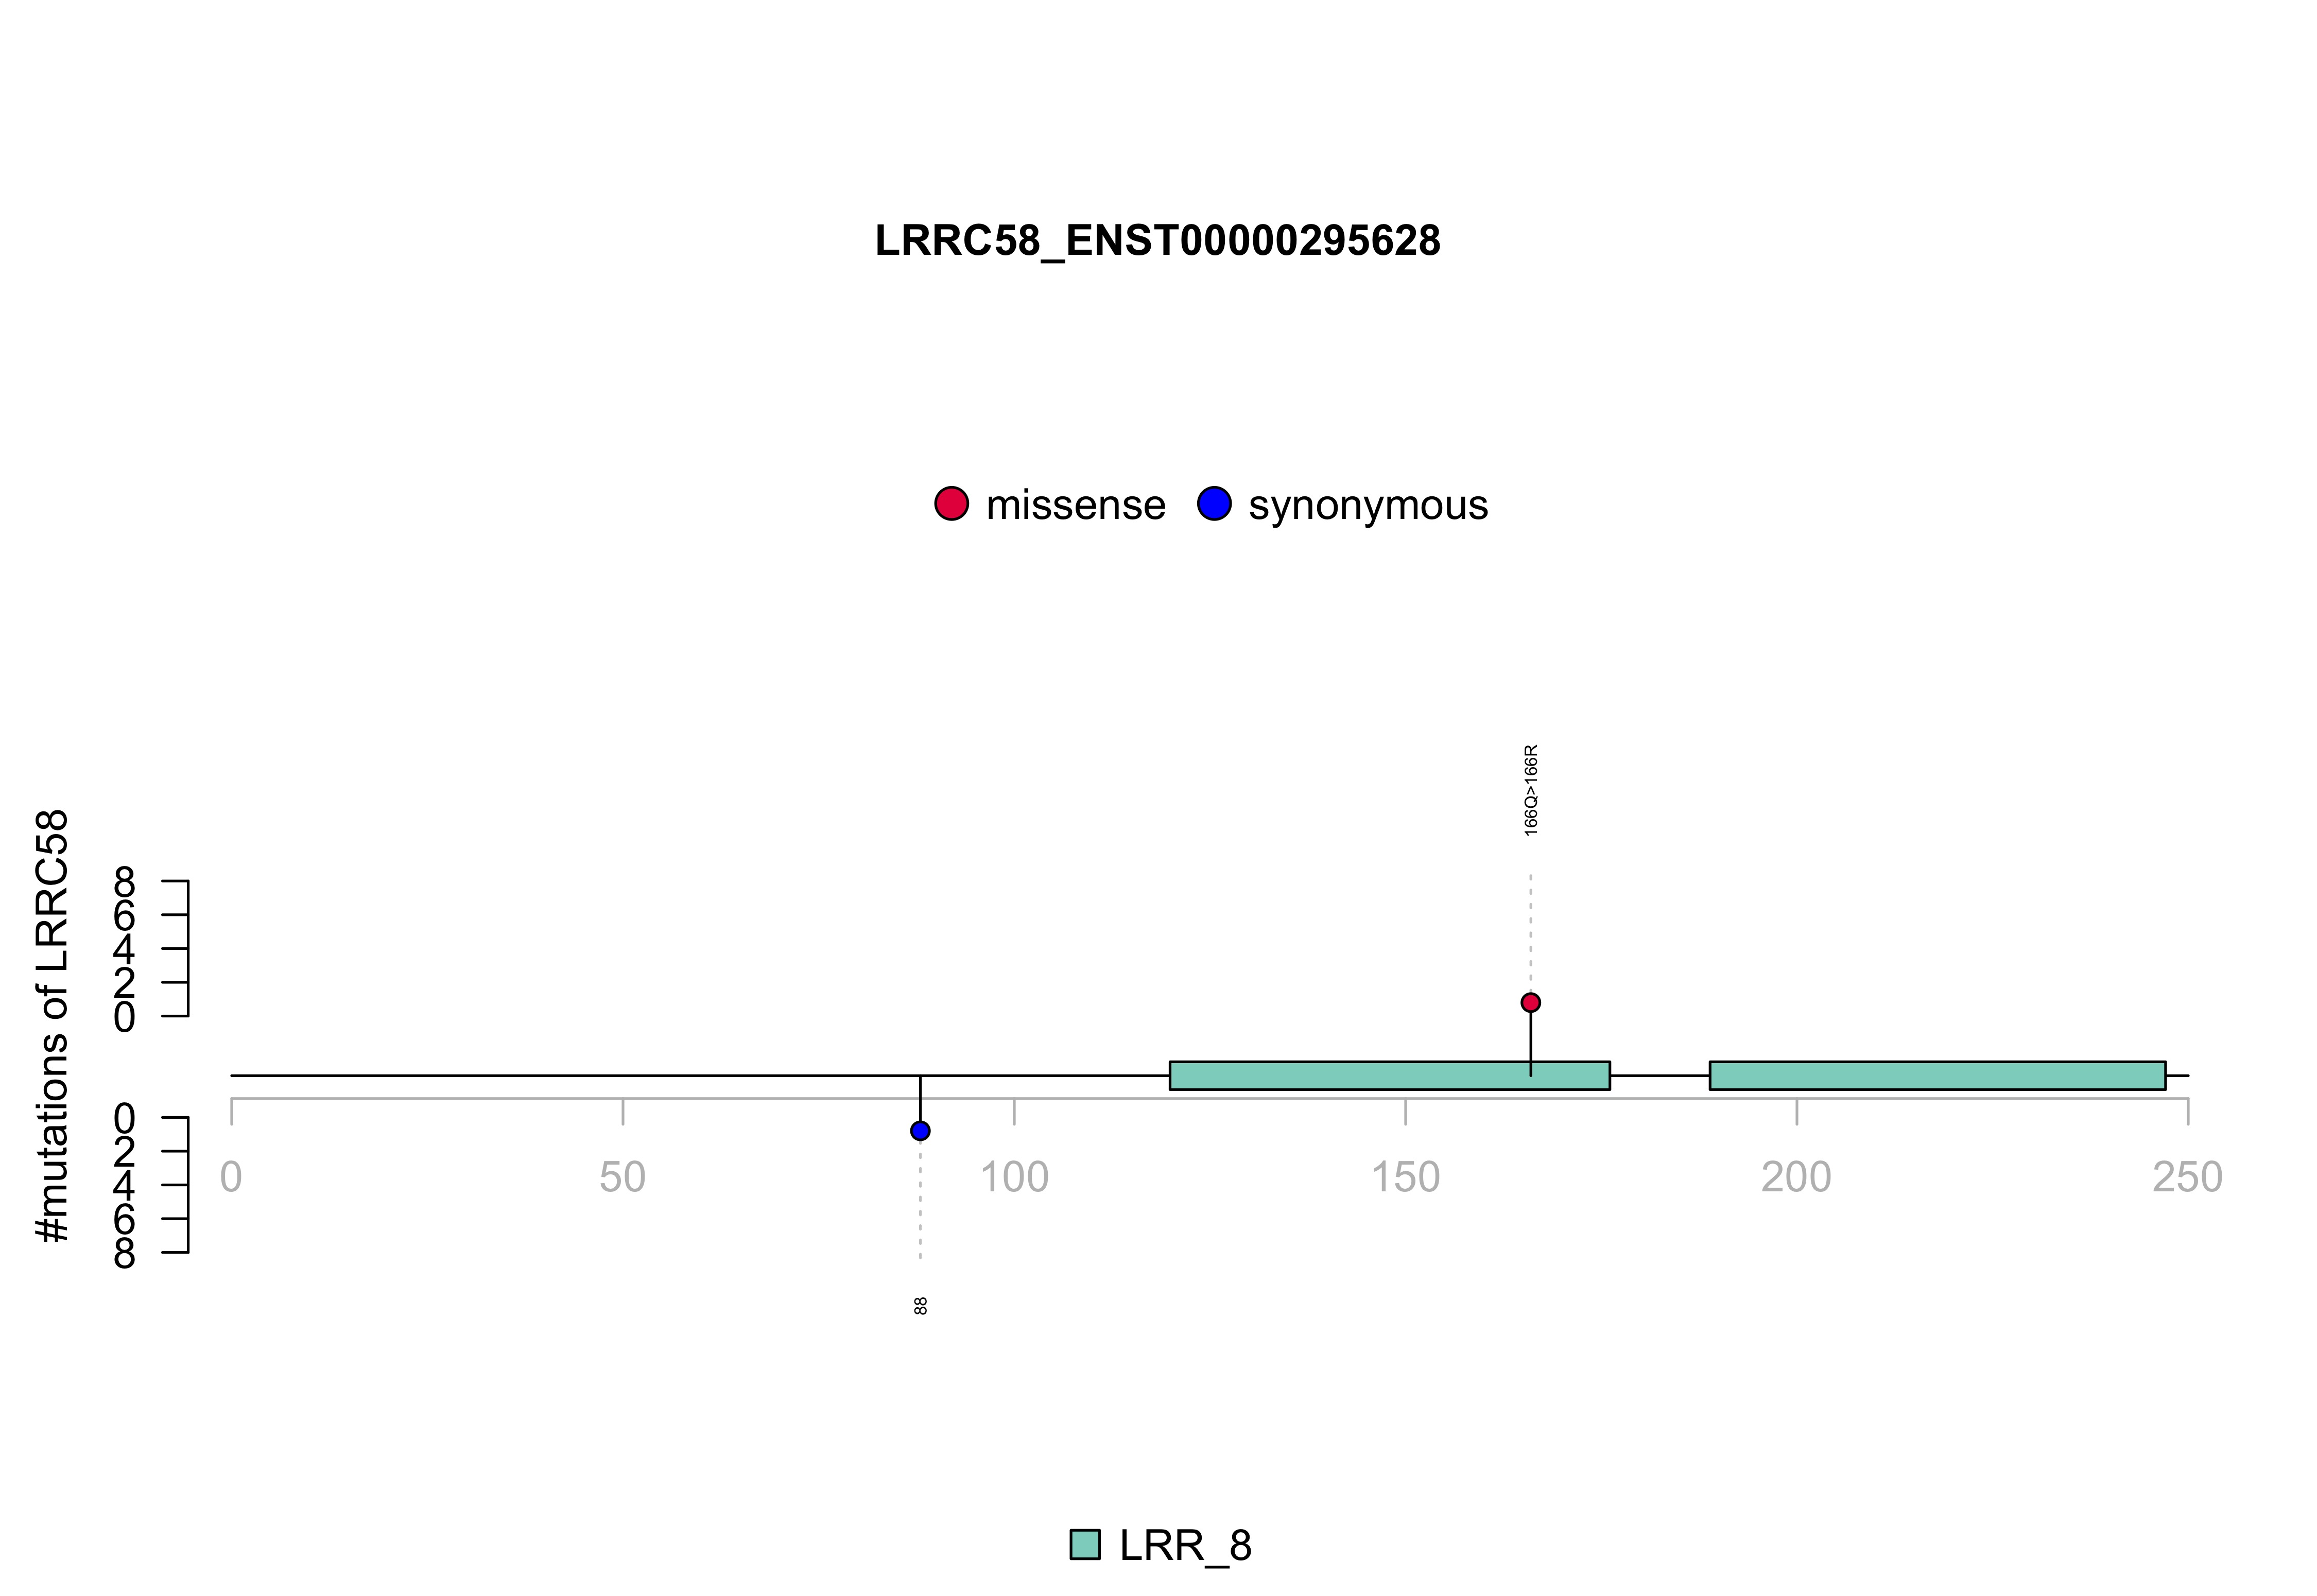 LRRC58_ENST00000295628
missense synonymous
166Q>166R
#mutations of LRRC58
8
6
4
2
0
0
2
4
6
8
0 50 100 150 200 250
88
LRR_8